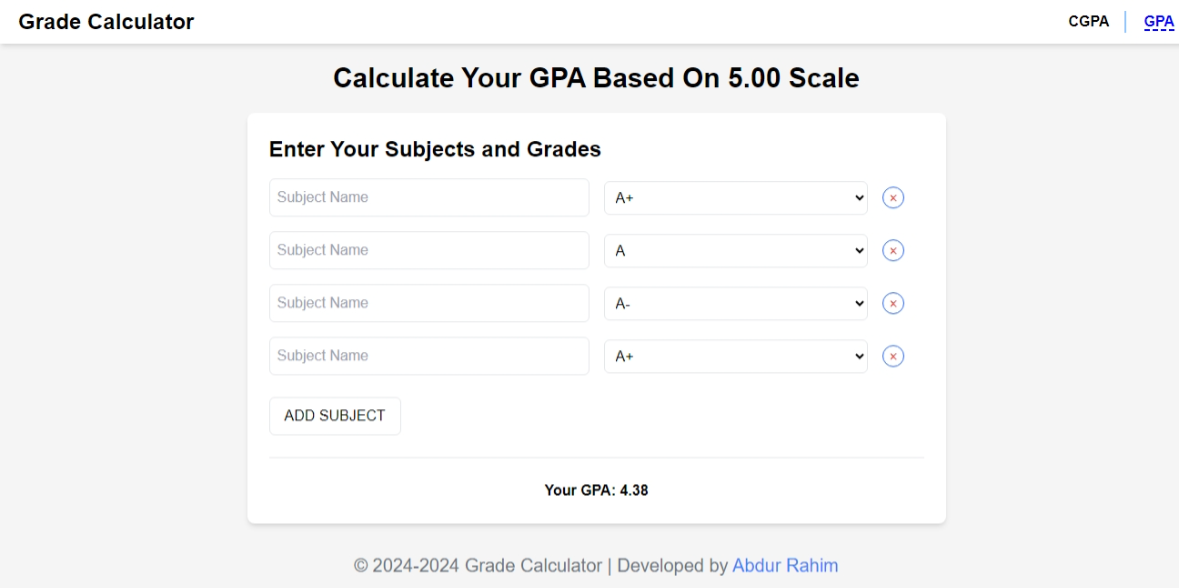 Grade Calculator
CGPA
GPA
Calculate Your GPA Based On 5.00 Scale
Enter Your Subjects and Grades
Subject Name
A+
×
Subject Name
A
×
Subject Name
A-
×
Subject Name
A+
×
ADD SUBJECT
Your GPA: 4.38
© 2024-2024 Grade Calculator | Developed by Abdur Rahim